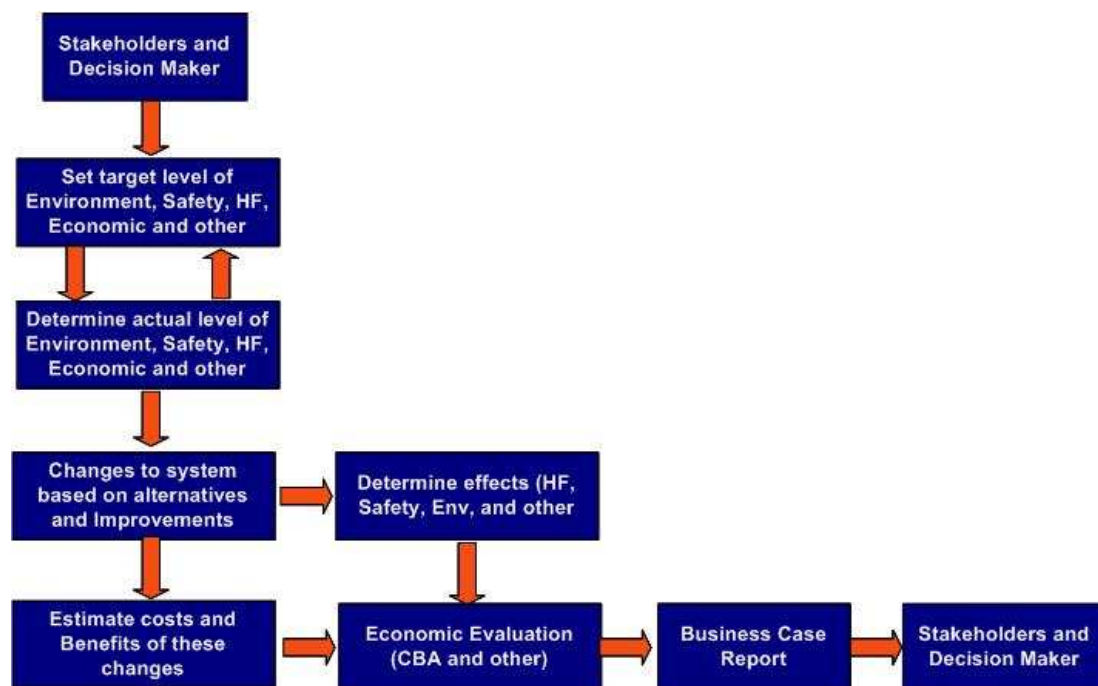 Stakeholders and
Decision Maker
Set target level of
Environment, Safety, HF,
Economic and other
Determine actual level of
Environment, Safety, HF,
Economic and other
Changes to system
based on alternatives
and Improvements
Determine effects (HF,
Safety, Env, and other
Estimate costs and
Benefits of these
changes
Economic Evaluation
(CBA and other)
Business Case
Report
Stakeholders and
Decision Maker